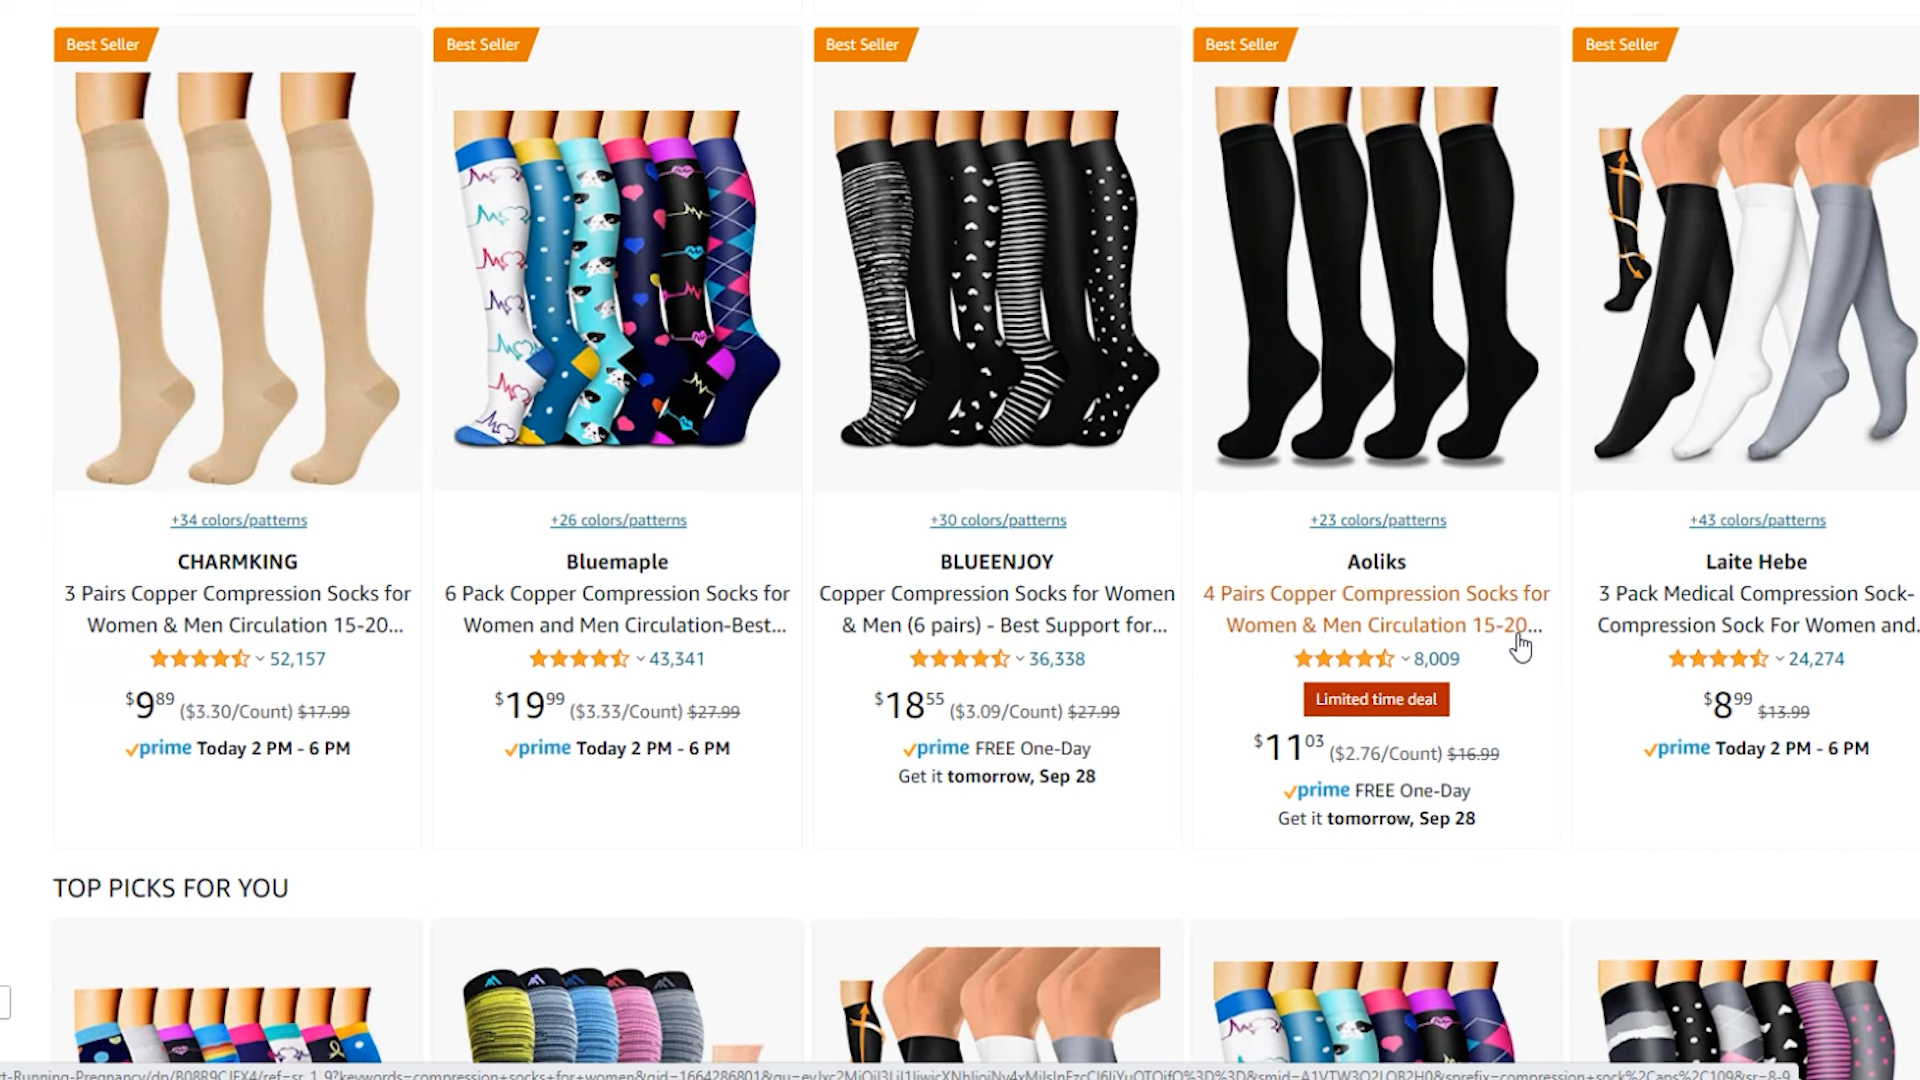 Best Seller
Best Seller
Best Seller
Best Seller
Best Seller
+34 colors/patterns
CHARMKING
3 Pairs Copper Compression Socks for
Women & Men Circulation 15-20...
52,157
$9.89 ($3.30/Count) $17.99
prime Today 2 PM - 6 PM
+26 colors/patterns
Bluemaple
6 Pack Copper Compression Socks for
Women and Men Circulation-Best...
43,341
$19.99 ($3.33/Count) $27.99
prime Today 2 PM - 6 PM
+30 colors/patterns
BLUEENJOY
Copper Compression Socks for Women
& Men (6 pairs) - Best Support for...
36,338
$18.55 ($3.09/Count) $27.99
prime FREE One-Day
Get it tomorrow, Sep 28
+23 colors/patterns
Aoliks
4 Pairs Copper Compression Socks for
Women & Men Circulation 15-20...
8,009
Limited time deal
$11.03 ($2.76/Count) $16.99
prime FREE One-Day
Get it tomorrow, Sep 28
+43 colors/patterns
Laite Hebe
3 Pack Medical Compression Sock-
Compression Sock For Women and
24,274
$8.99 $13.99
prime Today 2 PM - 6 PM
TOP PICKS FOR YOU